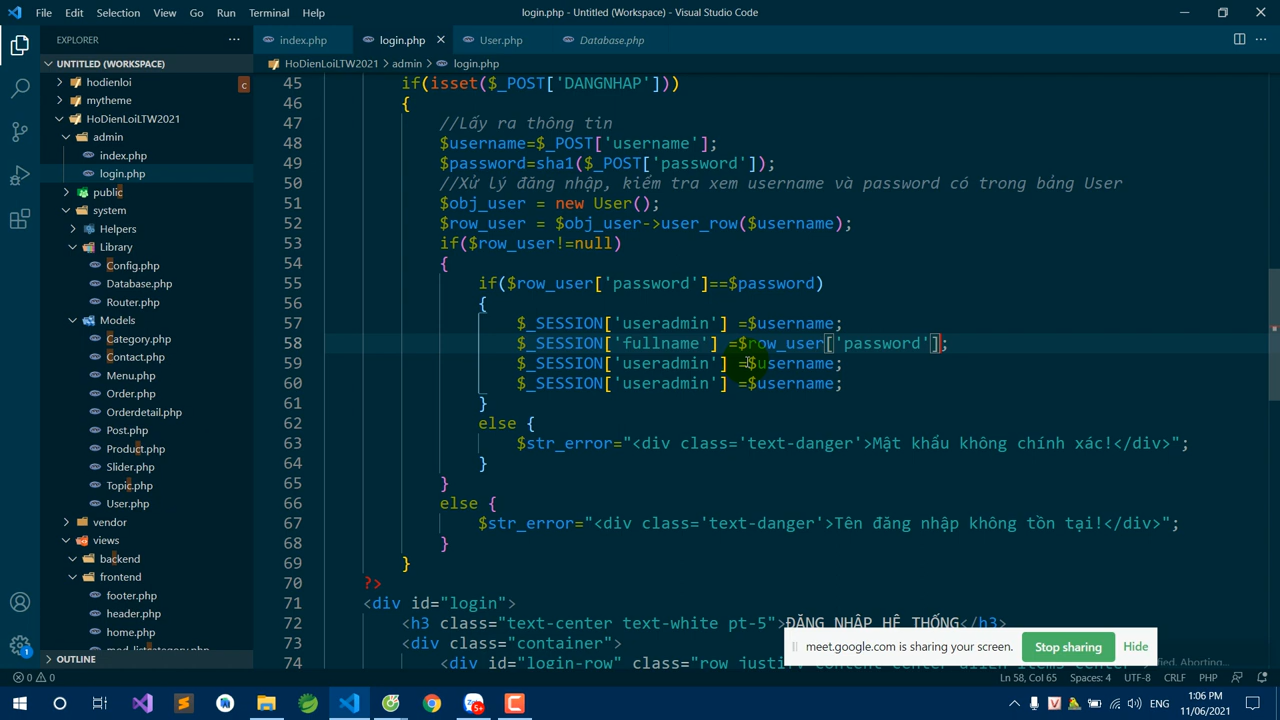 File Edit Selection View Go Run Terminal Help login.php - Untitled (Workspace) - Visual Studio Code
EXPLORER ...
index.php login.php User.php Database.php
UNTITLED (WORKSPACE)
hodienloi
mytheme
HoDienLoiLTW2021
admin
index.php
login.php
public
system
Helpers
Library
Config.php
Database.php
Router.php
Models
Category.php
Contact.php
Menu.php
Order.php
Orderdetail.php
Post.php
Product.php
Slider.php
Topic.php
User.php
vendor
views
backend
frontend
footer.php
header.php
home.php
mod_listcategory.php
OUTLINE
c
HoDienLoiLTW2021 > admin > login.php
45 if(isset($_POST['DANGNHAP']))
46 {
47 //Lấy ra thông tin
48 $username=$_POST['username'];
49 $password=sha1($_POST['password']);
50 //Xử lý đăng nhập, kiểm tra xem username và password có trong bảng User
51 $obj_user = new User();
52 $row_user = $obj_user->user_row($username);
53 if($row_user!=null)
54 {
55 if($row_user['password']==$password)
56 {
57 $_SESSION['useradmin'] =$username;
58 $_SESSION['fullname'] =$row_user['password'];
59 $_SESSION['useradmin'] =$username;
60 $_SESSION['useradmin'] =$username;
61 }
62 else {
63 $str_error="<div class='text-danger'>Mật khẩu không chính xác!</div>";
64 }
65 }
66 else {
67 $str_error="<div class='text-danger'>Tên đăng nhập không tồn tại!</div>";
68 }
69 }
70 ?>
71 <div id="login">
72 <h3 class="text-center text-white pt-5">ĐĂNG NHẬP HỆ THỐNG</h3>
73 <div class="container">
74 <div id="login-row" class="row justify-content-center align-items-center">
meet.google.com is sharing your screen. Stop sharing Hide
0 0 Ln 58, Col 65 Spaces: 4 UTF-8 CRLF PHP
1
5+
ENG 1:06 PM
11/06/2021